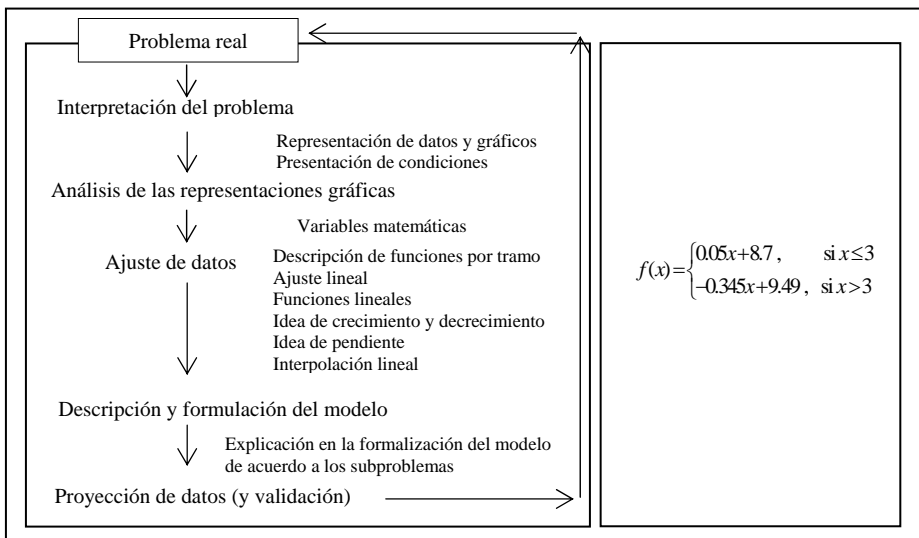 Problema real
Interpretación del problema
Representación de datos y gráficos
Presentación de condiciones
Análisis de las representaciones gráficas
Variables matemáticas
Ajuste de datos
Descripción de funciones por tramo
Ajuste lineal
Funciones lineales
Idea de crecimiento y decrecimiento
Idea de pendiente
Interpolación lineal
Descripción y formulación del modelo
Explicación en la formalización del modelo
de acuerdo a los subproblemas
Proyección de datos (y validación)
f(x)={0.05x+8.7, si x≤3
-0.345x+9.49, si x>3